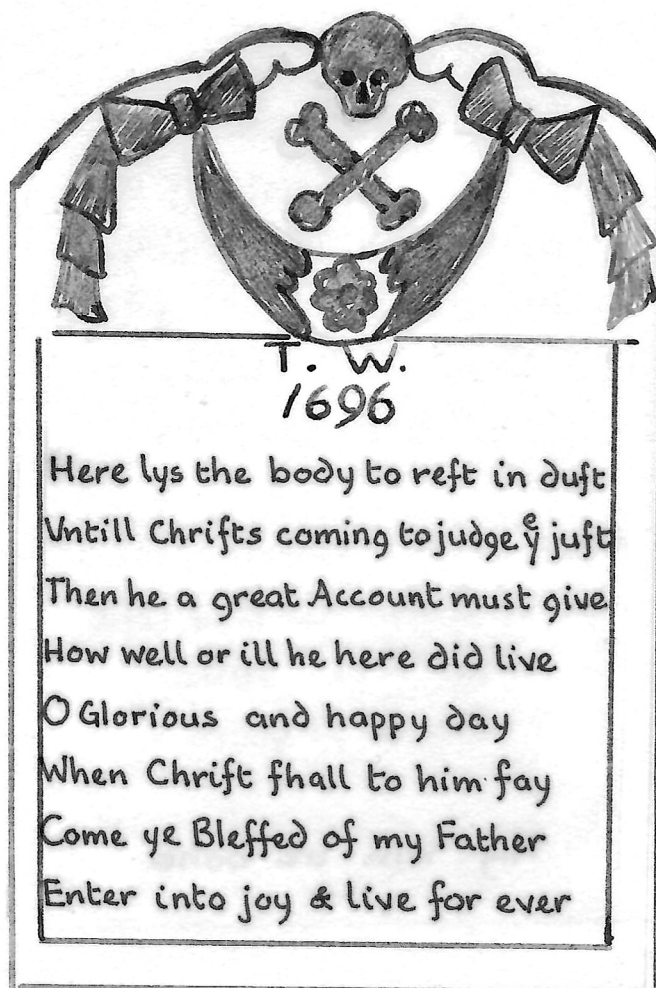 T. W.
1696
Here lys the body to reft in duft
Vntill Chrifts coming to judge yᵉ juft
Then he a great Account must give
How well or ill he here did live
O Glorious and happy day
When Chrift fhall to him fay
Come ye Bleffed of my Father
Enter into joy & live for ever